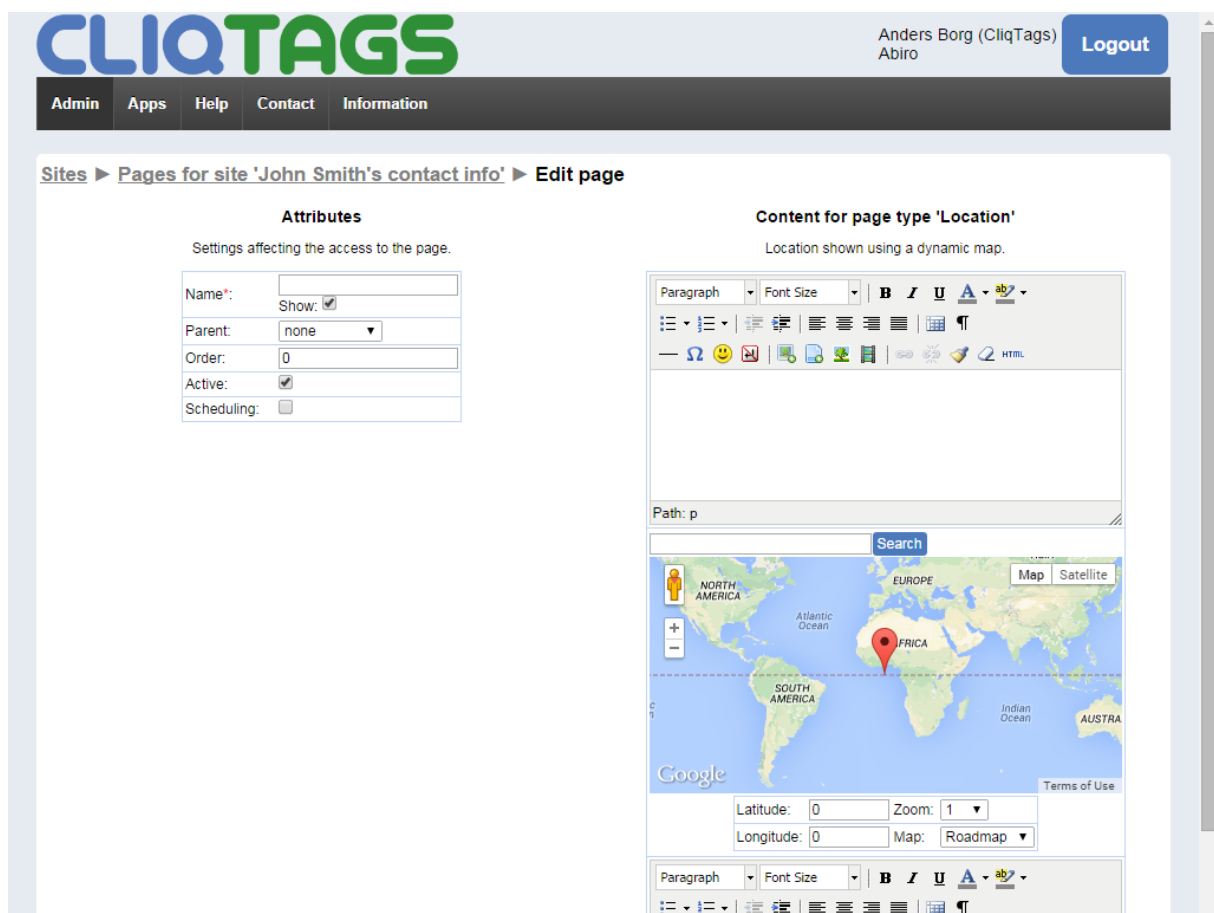 CLIQTAGS
Anders Borg (CliqTags)
Abiro
Logout
Admin Apps Help Contact Information
Sites ► Pages for site 'John Smith's contact info' ► Edit page
Attributes
Settings affecting the access to the page.
Name*:
Show:
Parent: none
Order: 0
Active:
Scheduling:
Content for page type 'Location'
Location shown using a dynamic map.
Paragraph Font Size B I U A ab
Ω HTML
Path: p
Search
Map Satellite
NORTH
AMERICA
EUROPE
Atlantic
Ocean
AFRICA
SOUTH
AMERICA
Indian
Ocean
AUSTRA
Google
Terms of Use
Latitude: 0 Zoom: 1
Longitude: 0 Map: Roadmap
Paragraph Font Size B I U A ab